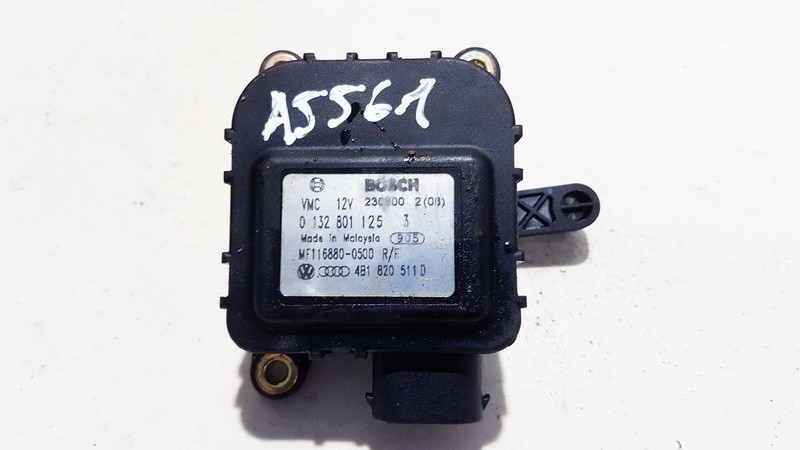 A5561
BOSCH
VMC 12V 230800 2(08)
0 132 801 125 3
Made in Malaysia 905
MF116880-0500 R/F
4B1 820 511 D